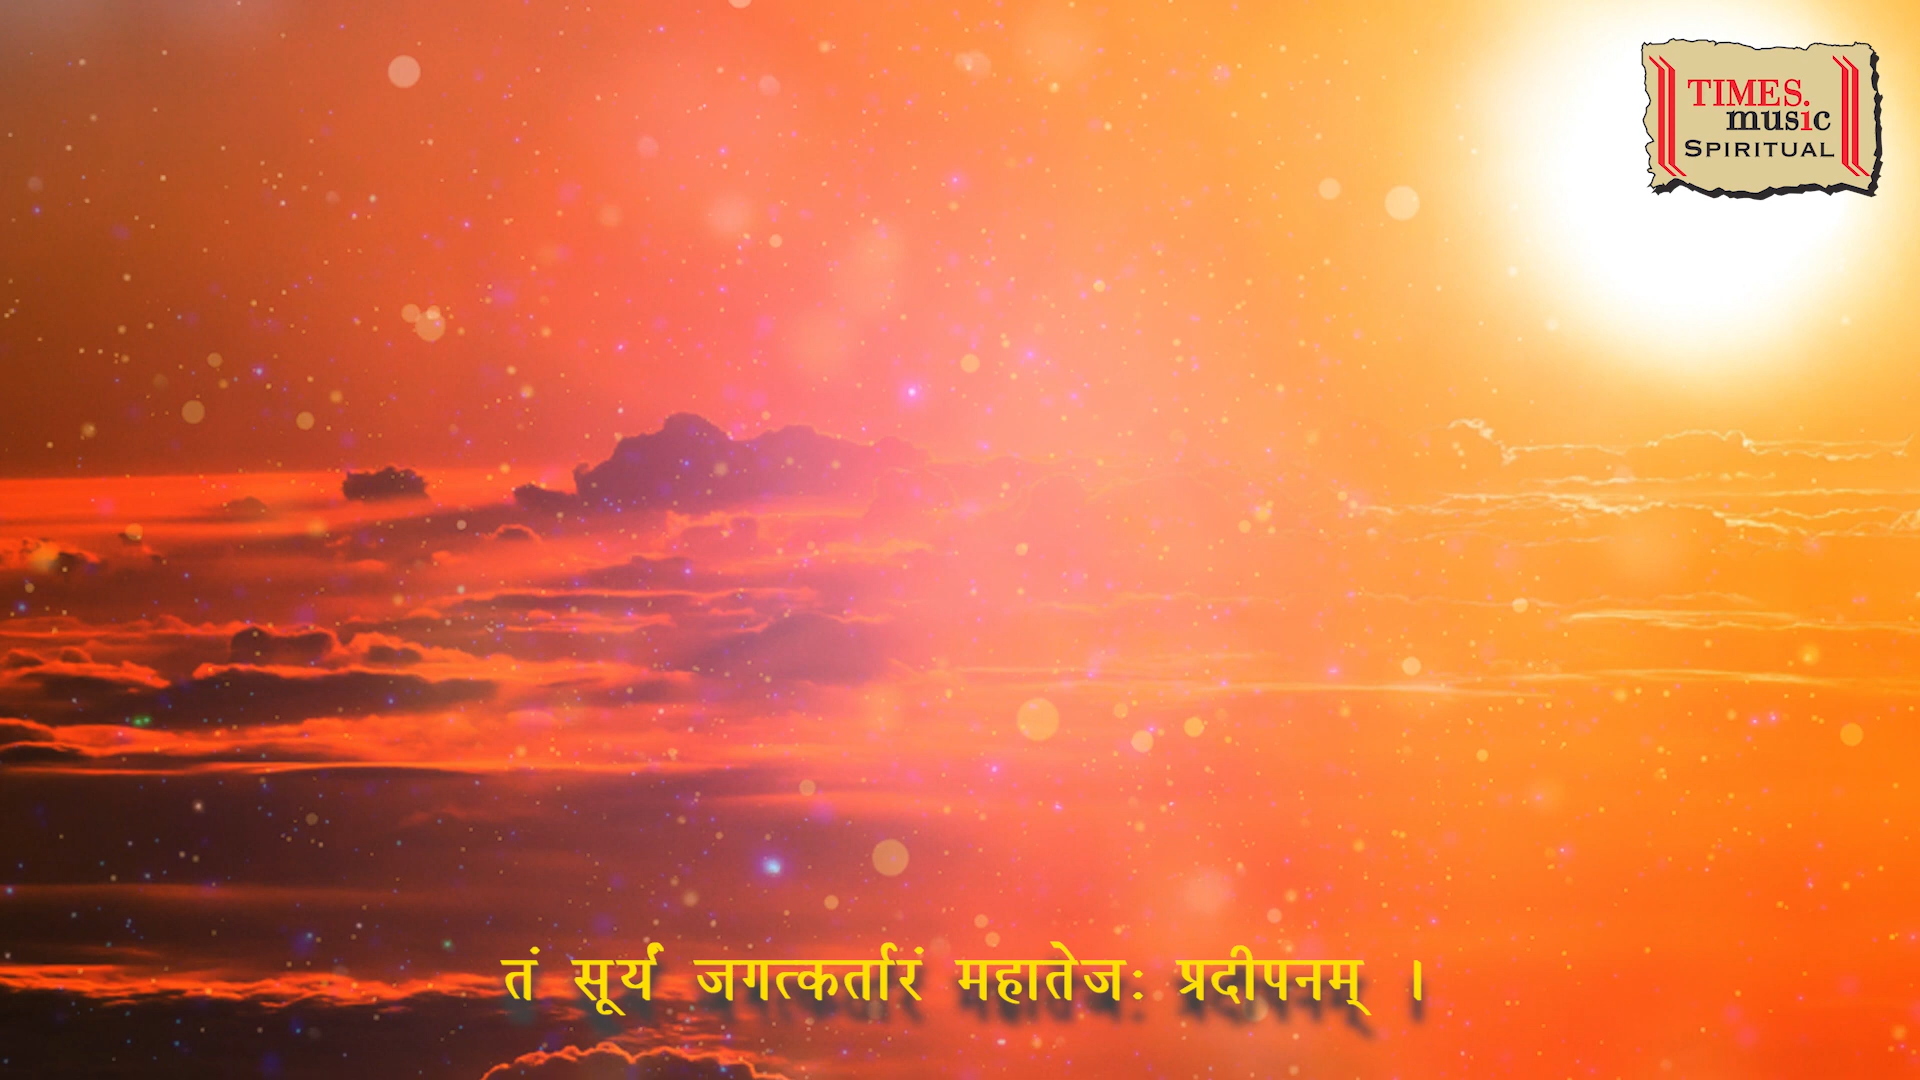 TIMES.
music
SPIRITUAL
तं सूर्यं जगत्कर्तारं महातेजः प्रदीपनम् ।